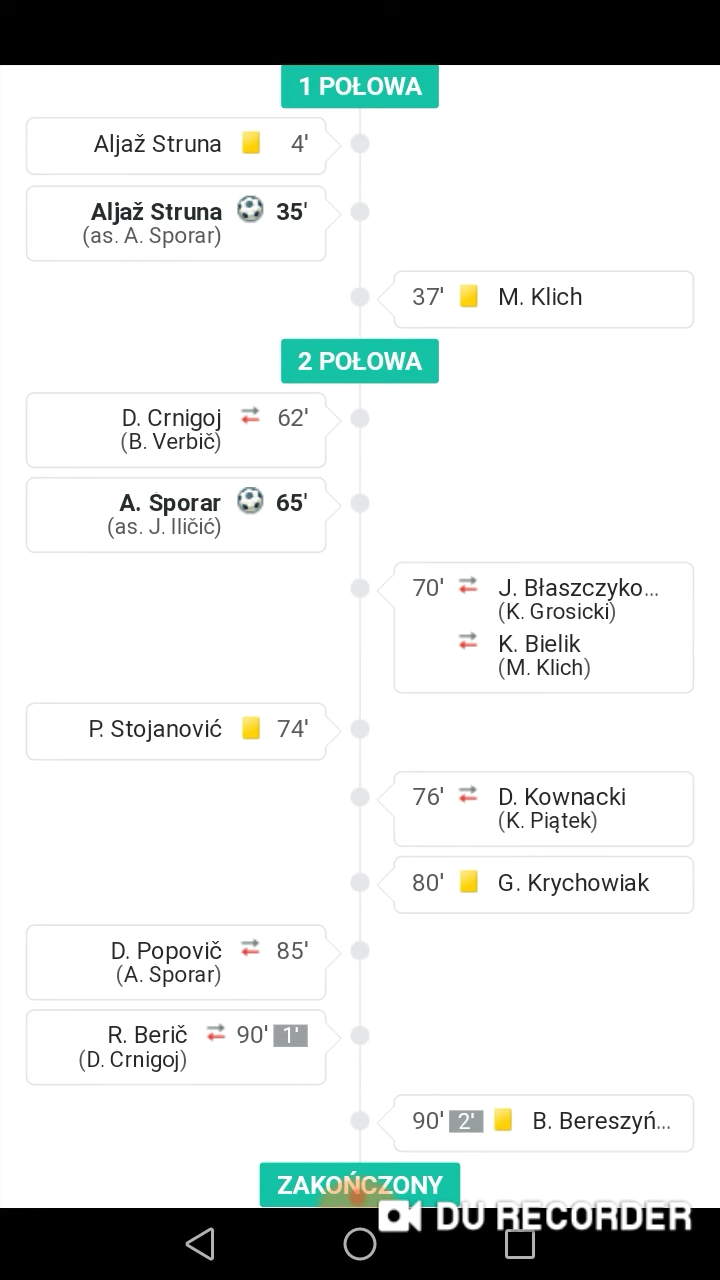 1 POŁOWA
Aljaž Struna 4'
Aljaž Struna 35'
(as. A. Sporar)
37' M. Klich
2 POŁOWA
D. Crnigoj 62'
(B. Verbič)
A. Sporar 65'
(as. J. Iličić)
70' J. Błaszczyko...
(K. Grosicki)
K. Bielik
(M. Klich)
P. Stojanović 74'
76' D. Kownacki
(K. Piątek)
80' G. Krychowiak
D. Popovič 85'
(A. Sporar)
R. Berič 90' 1'
(D. Crnigoj)
90' 2' B. Bereszyń...
ZAKOŃCZONY
DU RECORDER